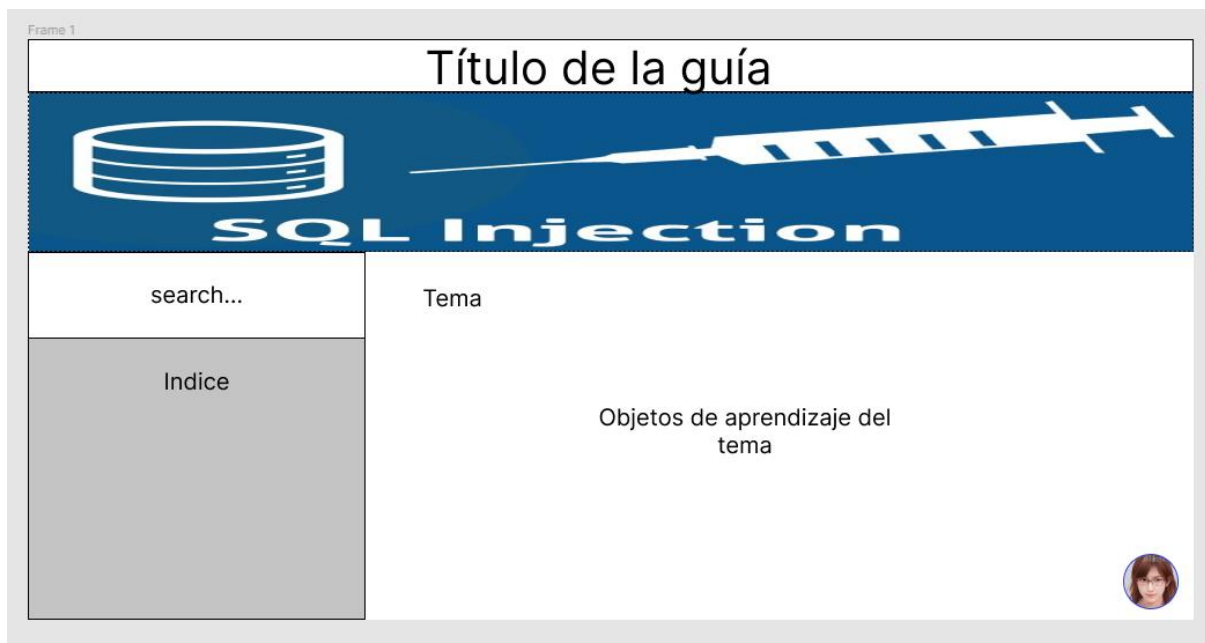 Frame 1
Título de la guía
SQL Injection
search...
Tema
Indice
Objetos de aprendizaje del
tema